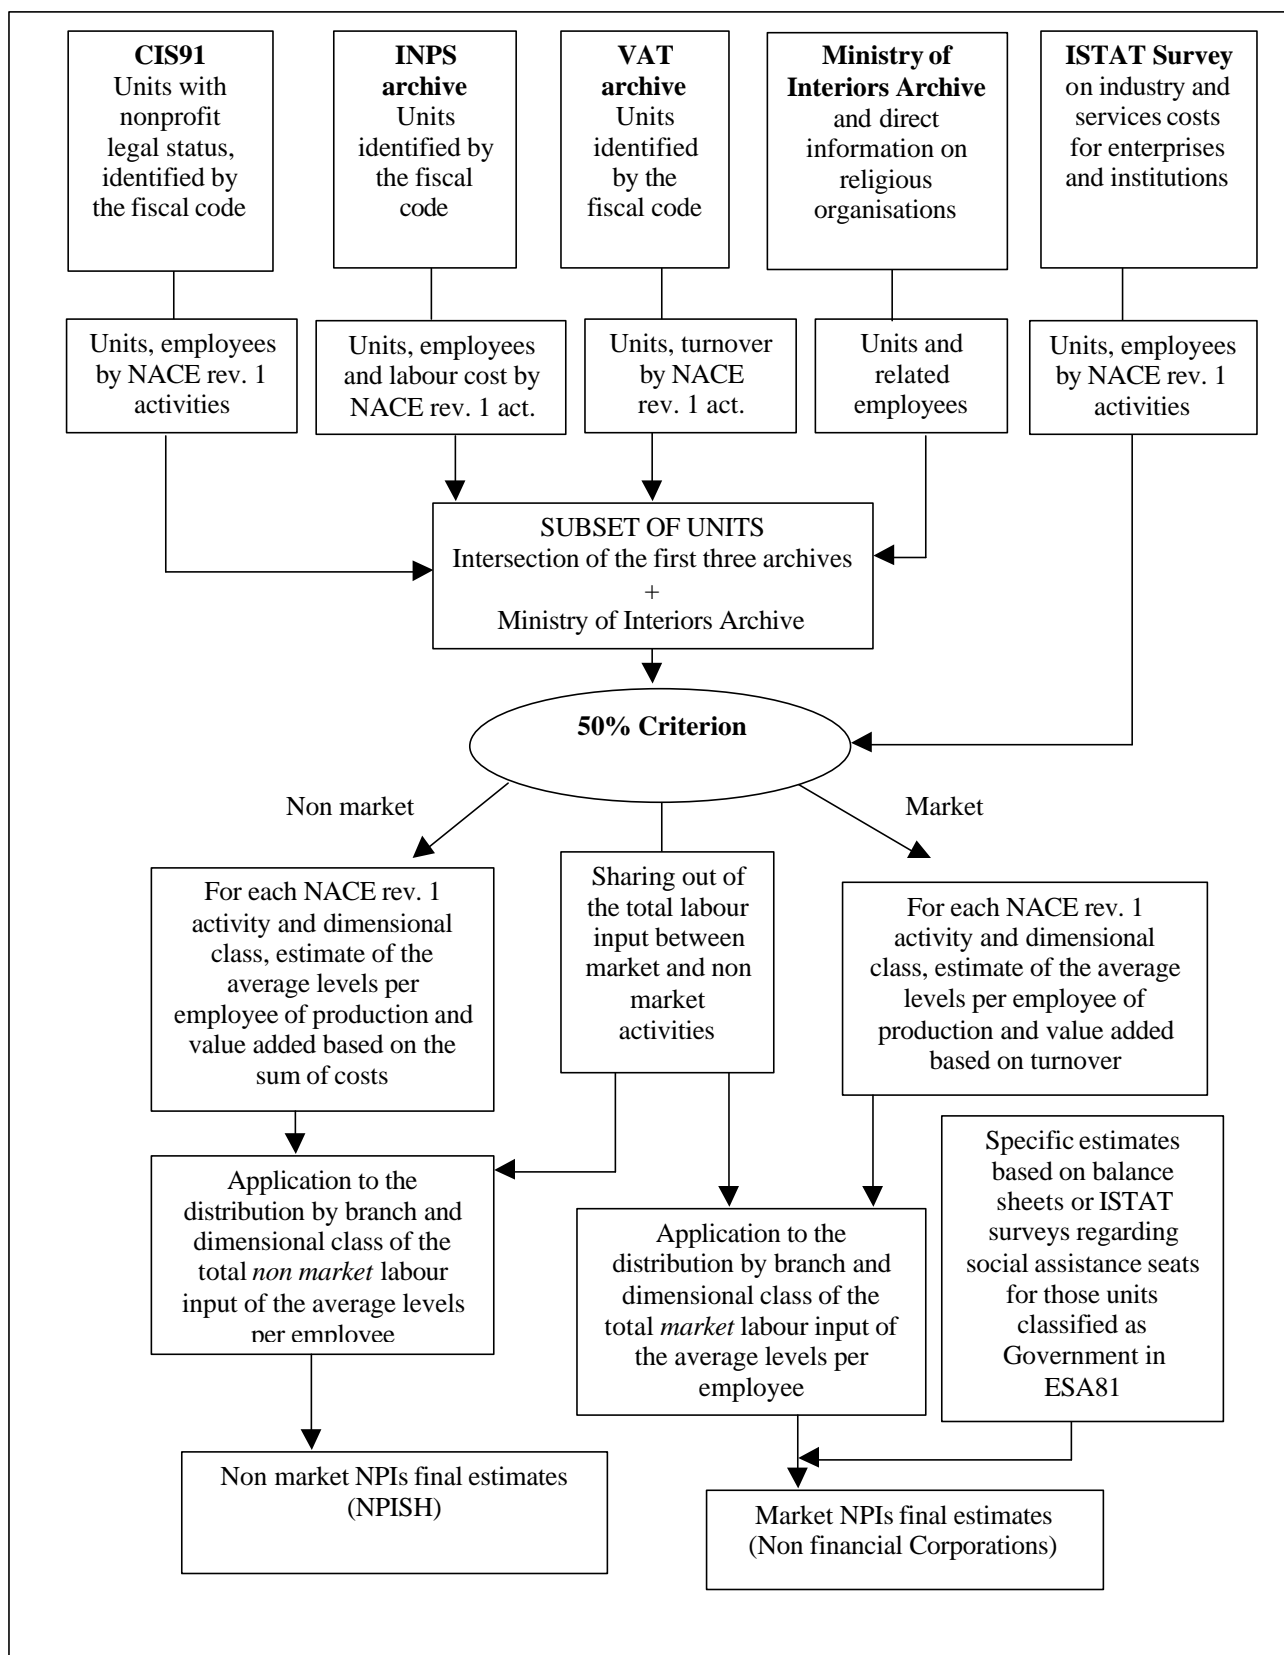 CIS91
Units with
nonprofit
legal status,
identified by
the fiscal code
INPS
archive
Units
identified by
the fiscal
code
VAT
archive
Units
identified
by the
fiscal code
Ministry of
Interiors Archive
and direct
information on
religious
organisations
ISTAT Survey
on industry and
services costs
for enterprises
and institutions
Units, employees
by NACE rev. 1
activities
Units, employees
and labour cost by
NACE rev. 1 act.
Units, turnover
by NACE
rev. 1 act.
Units and
related
employees
Units, employees
by NACE rev. 1
activities
SUBSET OF UNITS
Intersection of the first three archives
+
Ministry of Interiors Archive
50% Criterion
Non market
Market
For each NACE rev. 1
activity and dimensional
class, estimate of the
average levels per
employee of production and
value added based on the
sum of costs
Sharing out of
the total labour
input between
market and non
market
activities
For each NACE rev. 1
activity and dimensional
class, estimate of the average
levels per employee of
production and value added
based on turnover
Application to the
distribution by branch and
dimensional class of the
total non market labour
input of the average levels
per employee
Application to the
distribution by branch and
dimensional class of the
total market labour input of
the average levels per
employee
Specific estimates
based on balance
sheets or ISTAT
surveys regarding
social assistance seats
for those units
classified as
Government in
ESA81
Non market NPIs final estimates
(NPISH)
Market NPIs final estimates
(Non financial Corporations)